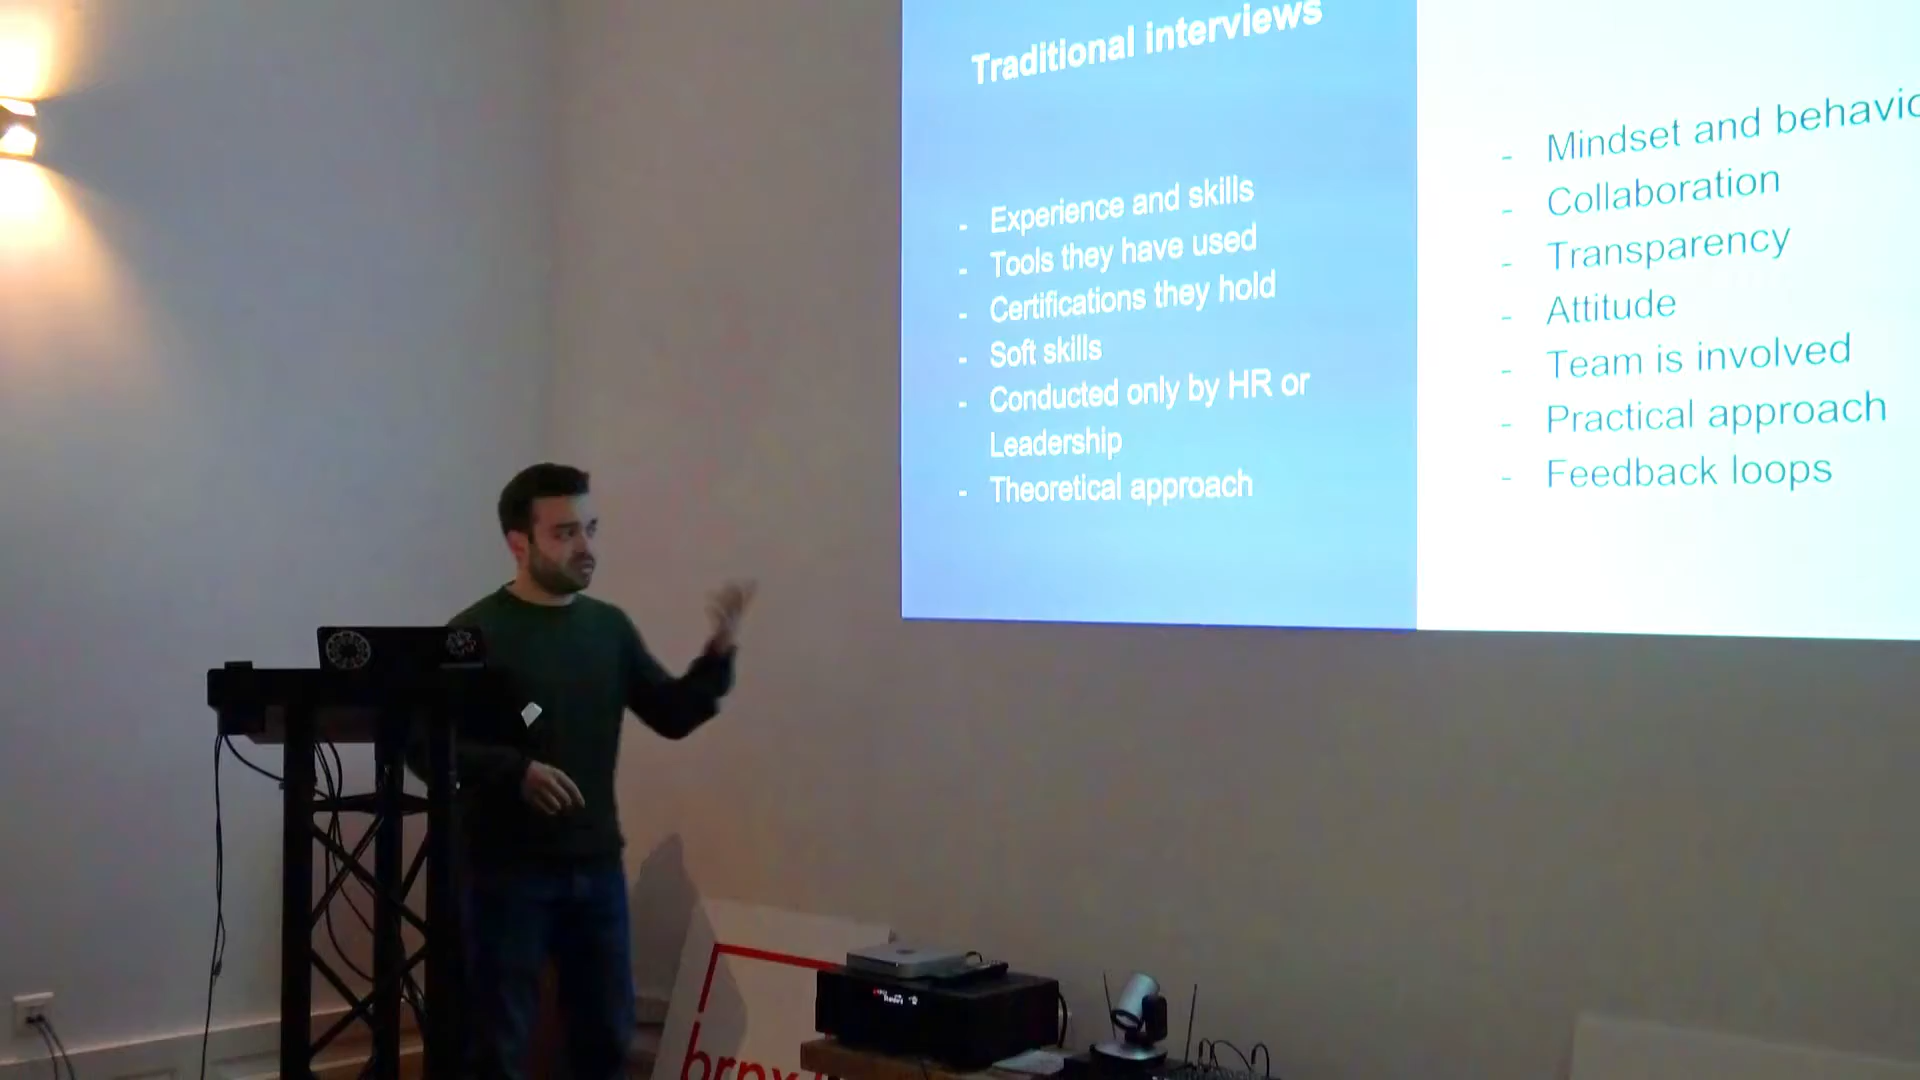 Traditional interviews
- Experience and skills
- Tools they have used
- Certifications they hold
- Soft skills
- Conducted only by HR or
Leadership
- Theoretical approach
- Mindset and behavio
- Collaboration
- Transparency
- Attitude
- Team is involved
- Practical approach
- Feedback loops